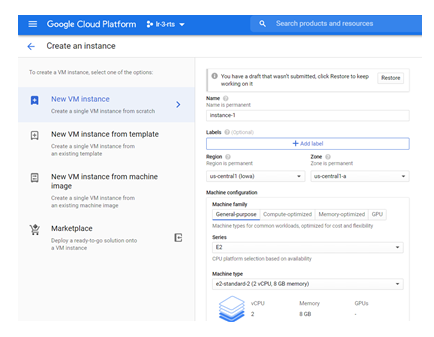 Google Cloud Platform
lr-3-rts
Search products and resources
Create an instance
To create a VM instance, select one of the options:
New VM instance
Create a single VM instance from scratch
New VM instance from template
Create a single VM instance from
an existing template
New VM instance from machine
image
Create a single VM instance from
an existing machine image
Marketplace
Deploy a ready-to-go solution onto
a VM instance
You have a draft that wasn't submitted, click Restore to keep
working on it
Restore
Name
Name is permanent
instance-1
Labels (Optional)
+ Add label
Region
Region is permanent
us-central1 (Iowa)
Zone
Zone is permanent
us-central1-a
Machine configuration
Machine family
General-purpose Compute-optimized Memory-optimized GPU
Machine types for common workloads, optimized for cost and flexibility
Series
E2
CPU platform selection based on availability
Machine type
e2-standard-2 (2 vCPU, 8 GB memory)
vCPU Memory GPUs
2 8 GB -